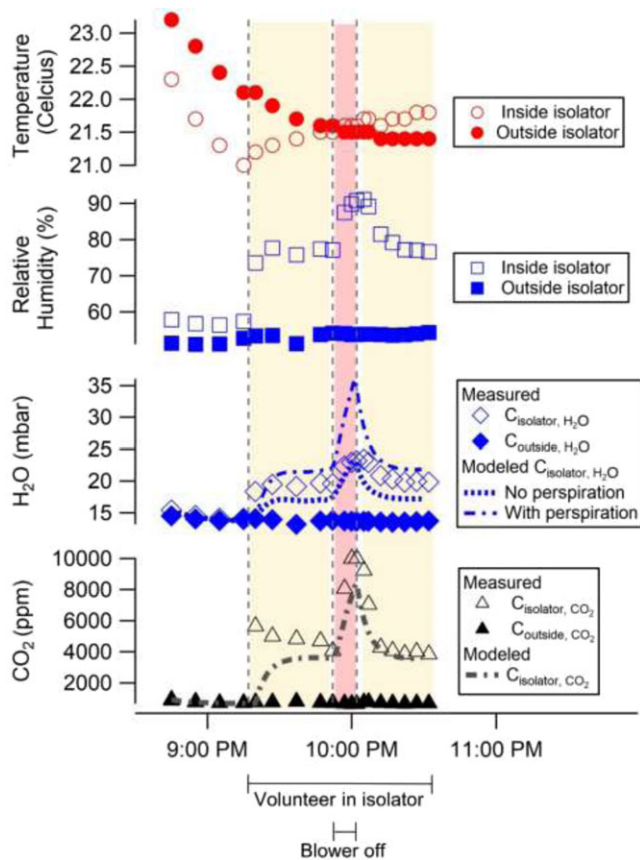 Temperature
(Celcius)
23.0
22.5
22.0
21.5
21.0
Inside isolator
Outside isolator
Relative
Humidity (%)
90
80
70
60
Inside isolator
Outside isolator
H2O (mbar)
35
30
25
20
15
Measured
Cisolator, H2O
Coutside, H2O
Modeled Cisolator, H2O
No perspiration
With perspiration
CO2 (ppm)
10000
8000
6000
4000
2000
Measured
Cisolator, CO2
Coutside, CO2
Modeled
Cisolator, CO2
9:00 PM 10:00 PM 11:00 PM
Volunteer in isolator
Blower off